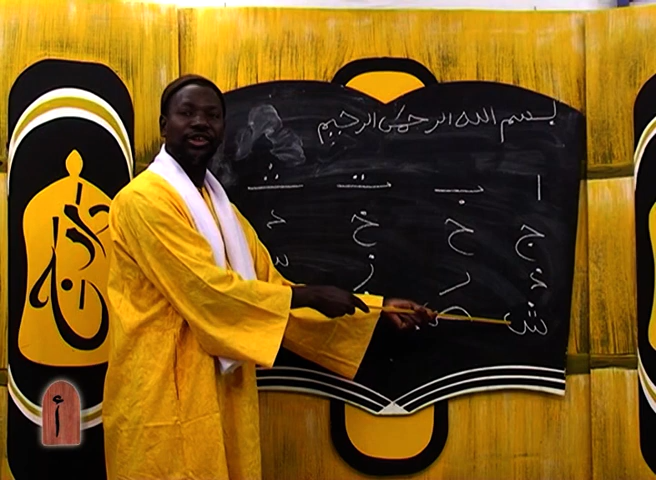 بسم الله الرحمن الرحيم
ا ب ت ث
ج ح خ د
ذ ر ز س
ش ص
أ